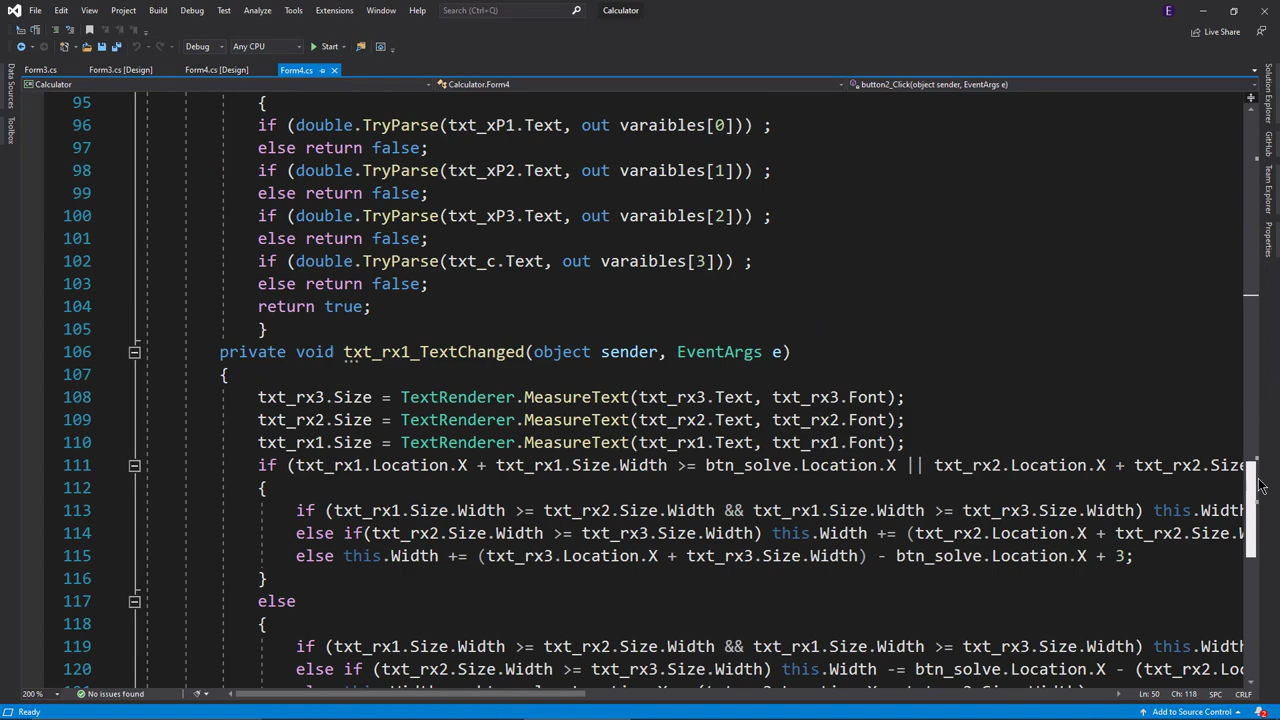 File Edit View Project Build Debug Test Analyze Tools Extensions Window Help Search (Ctrl+Q) Calculator E
Live Share
Debug Any CPU Start
Form3.cs Form3.cs [Design] Form4.cs [Design] Form4.cs
Calculator Calculator.Form4 button2_Click(object sender, EventArgs e)
Data Sources
Toolbox
Solution Explorer
GitHub
Team Explorer
Properties
95 {
96 if (double.TryParse(txt_xP1.Text, out varaibles[0])) ;
97 else return false;
98 if (double.TryParse(txt_xP2.Text, out varaibles[1])) ;
99 else return false;
100 if (double.TryParse(txt_xP3.Text, out varaibles[2])) ;
101 else return false;
102 if (double.TryParse(txt_c.Text, out varaibles[3])) ;
103 else return false;
104 return true;
105 }
106 private void txt_rx1_TextChanged(object sender, EventArgs e)
107 {
108 txt_rx3.Size = TextRenderer.MeasureText(txt_rx3.Text, txt_rx3.Font);
109 txt_rx2.Size = TextRenderer.MeasureText(txt_rx2.Text, txt_rx2.Font);
110 txt_rx1.Size = TextRenderer.MeasureText(txt_rx1.Text, txt_rx1.Font);
111 if (txt_rx1.Location.X + txt_rx1.Size.Width >= btn_solve.Location.X || txt_rx2.Location.X + txt_rx2.Size
112 {
113 if (txt_rx1.Size.Width >= txt_rx2.Size.Width && txt_rx1.Size.Width >= txt_rx3.Size.Width) this.Width
114 else if(txt_rx2.Size.Width >= txt_rx3.Size.Width) this.Width += (txt_rx2.Location.X + txt_rx2.Size.W
115 else this.Width += (txt_rx3.Location.X + txt_rx3.Size.Width) - btn_solve.Location.X + 3;
116 }
117 else
118 {
119 if (txt_rx1.Size.Width >= txt_rx2.Size.Width && txt_rx1.Size.Width >= txt_rx3.Size.Width) this.Width
120 else if (txt_rx2.Size.Width >= txt_rx3.Size.Width) this.Width -= btn_solve.Location.X - (txt_rx2.Loc
200 % No issues found Ln: 50 Ch: 118 SPC CRLF
Ready Add to Source Control 2